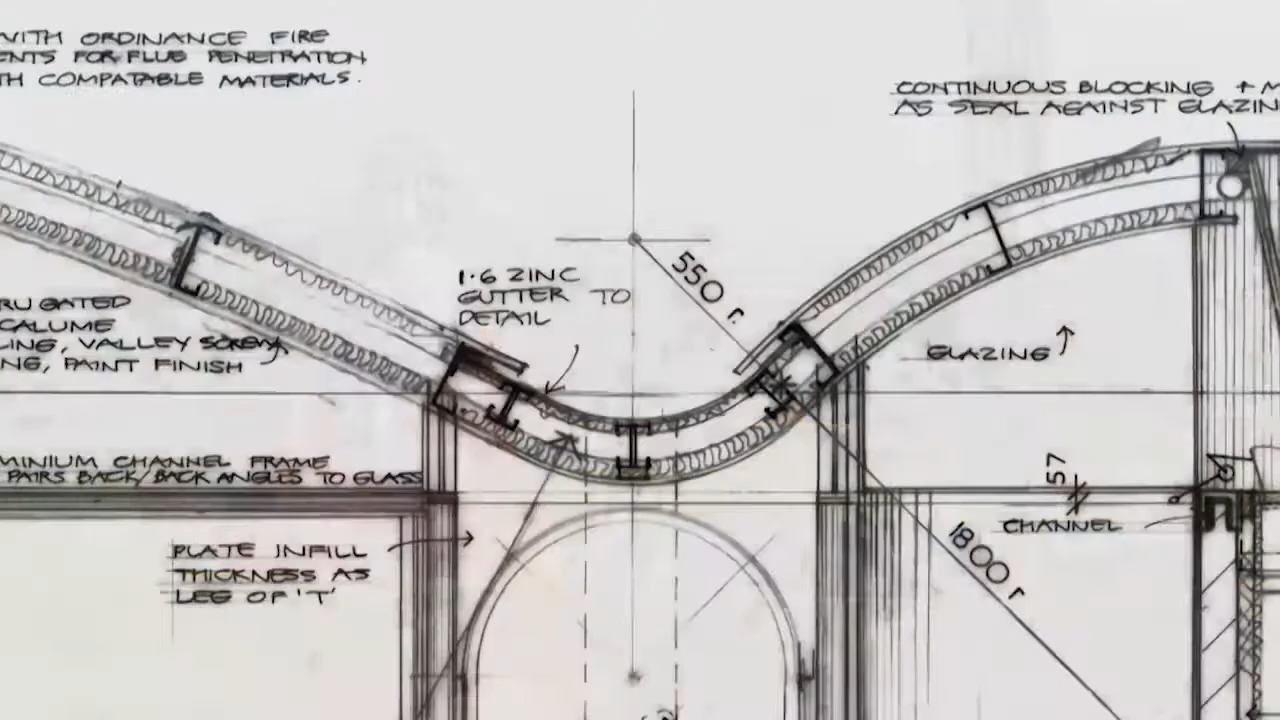 WITH ORDINANCE FIRE
ENTS FOR FLUE PENETRATION
TH COMPATABLE MATERIALS.
CONTINUOUS BLOCKING + M
AS SEAL AGAINST GLAZIN
550 r.
1.6 ZINC
GUTTER TO
DETAIL
RUGATED
CALUME
LING, VALLEY SCREWS
NG, PAINT FINISH
GLAZING
MINIUM CHANNEL FRAME
PAIRS BACK/BACK ANGLES TO GLASS
57
CHANNEL
1800 r
PLATE INFILL
THICKNESS AS
LEG OF 'T'